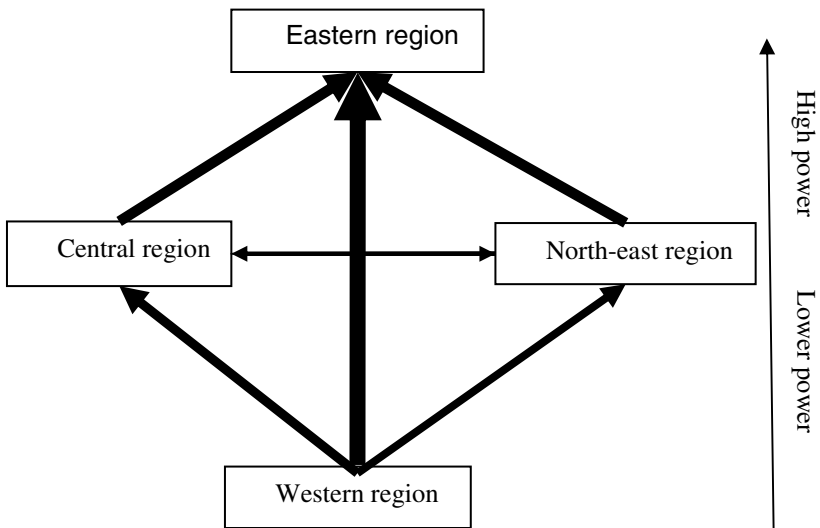 Eastern region
High power
Central region
North-east region
Lower power
Western region